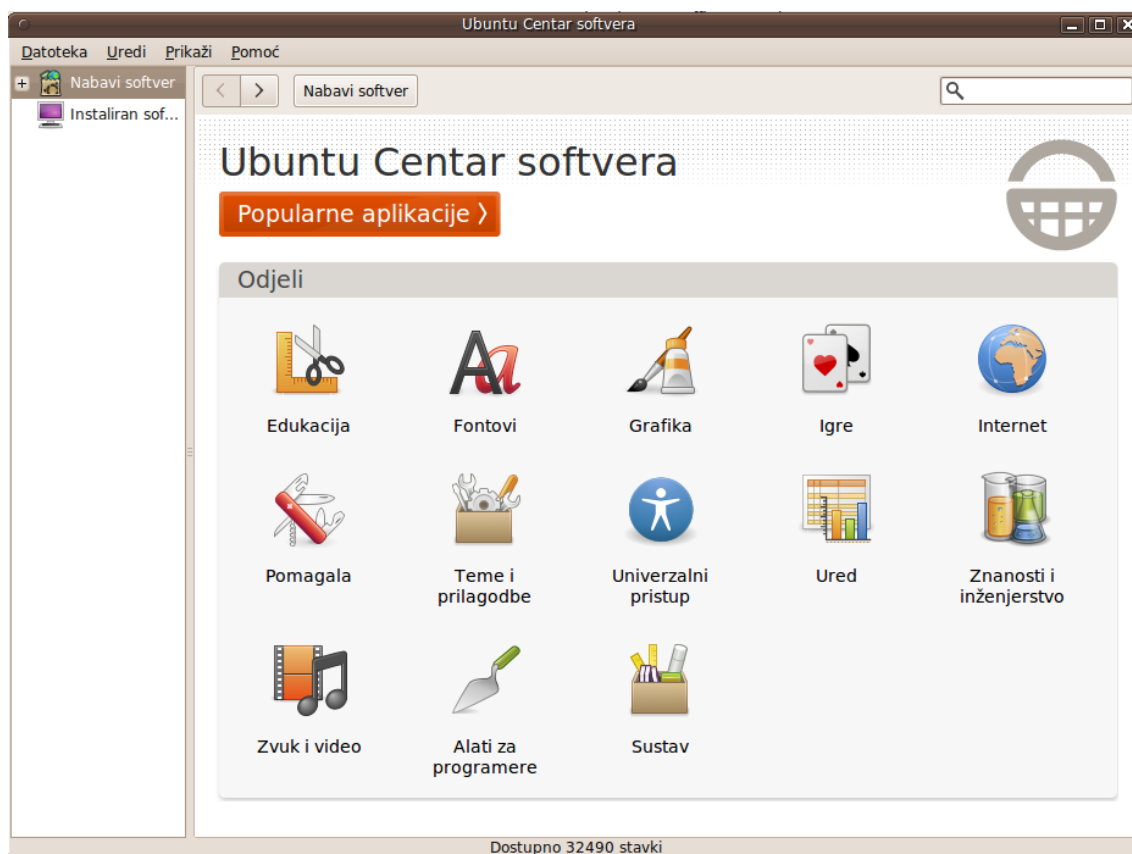 Ubuntu Centar softvera
Datoteka Uredi Prikaži Pomoć
Nabavi softver
Instaliran sof...
Nabavi softver
Ubuntu Centar softvera
Popularne aplikacije
Odjeli
Edukacija
Fontovi
Grafika
Igre
Internet
Pomagala
Teme i
prilagodbe
Univerzalni
pristup
Ured
Znanosti i
inženjerstvo
Zvuk i video
Alati za
programere
Sustav
Dostupno 32490 stavki